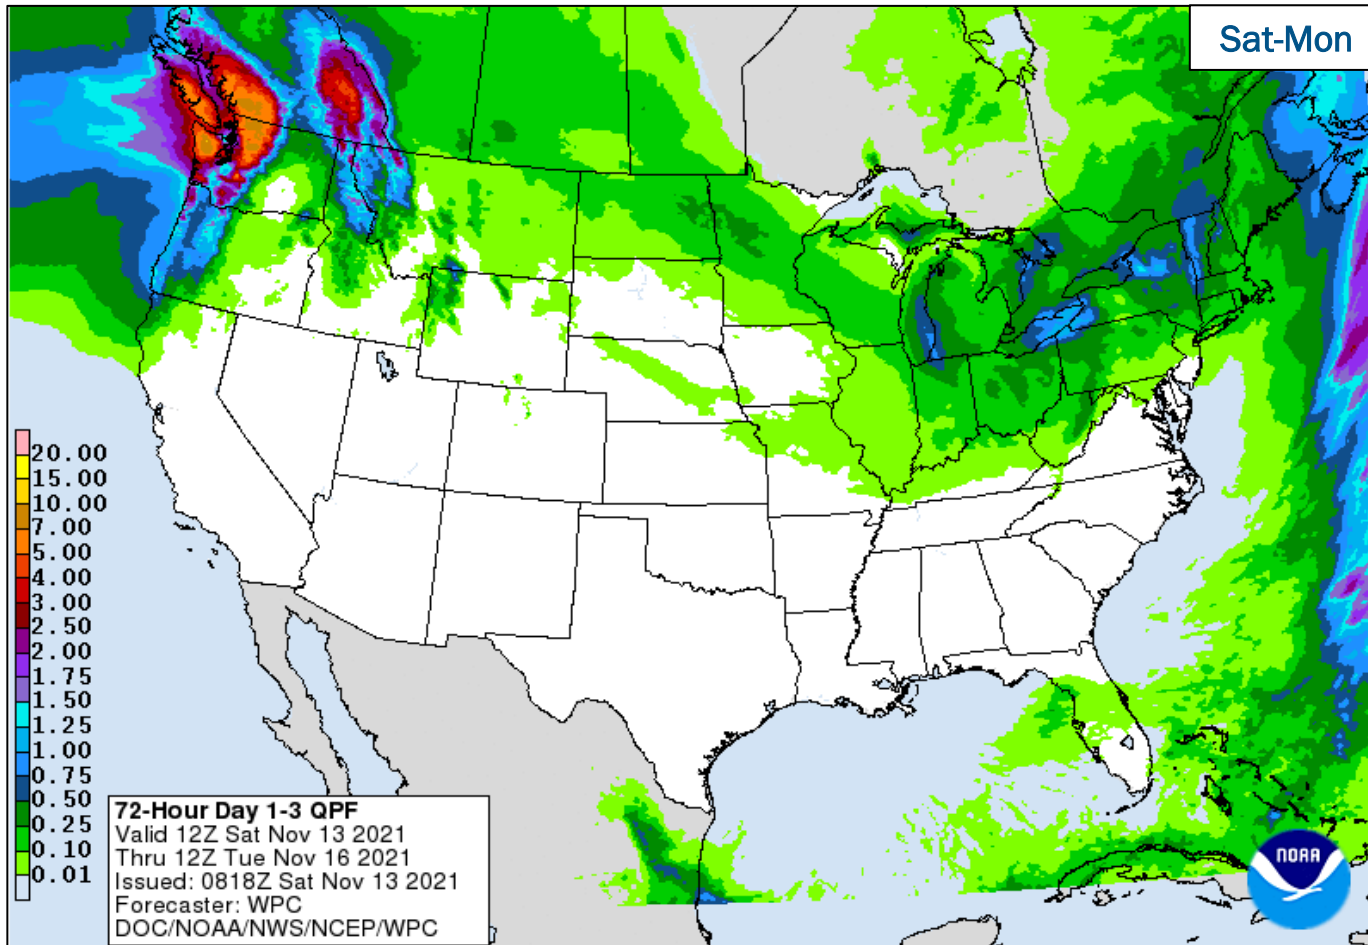 Sat-Mon
20.00
15.00
10.00
7.00
5.00
4.00
3.00
2.50
2.00
1.75
1.50
1.25
1.00
0.75
0.50
0.25
0.10
0.01
72-Hour Day 1-3 QPF
Valid 12Z Sat Nov 13 2021
Thru 12Z Tue Nov 16 2021
Issued: 0818Z Sat Nov 13 2021
Forecaster: WPC
DOC/NOAA/NWS/NCEP/WPC
NOAA